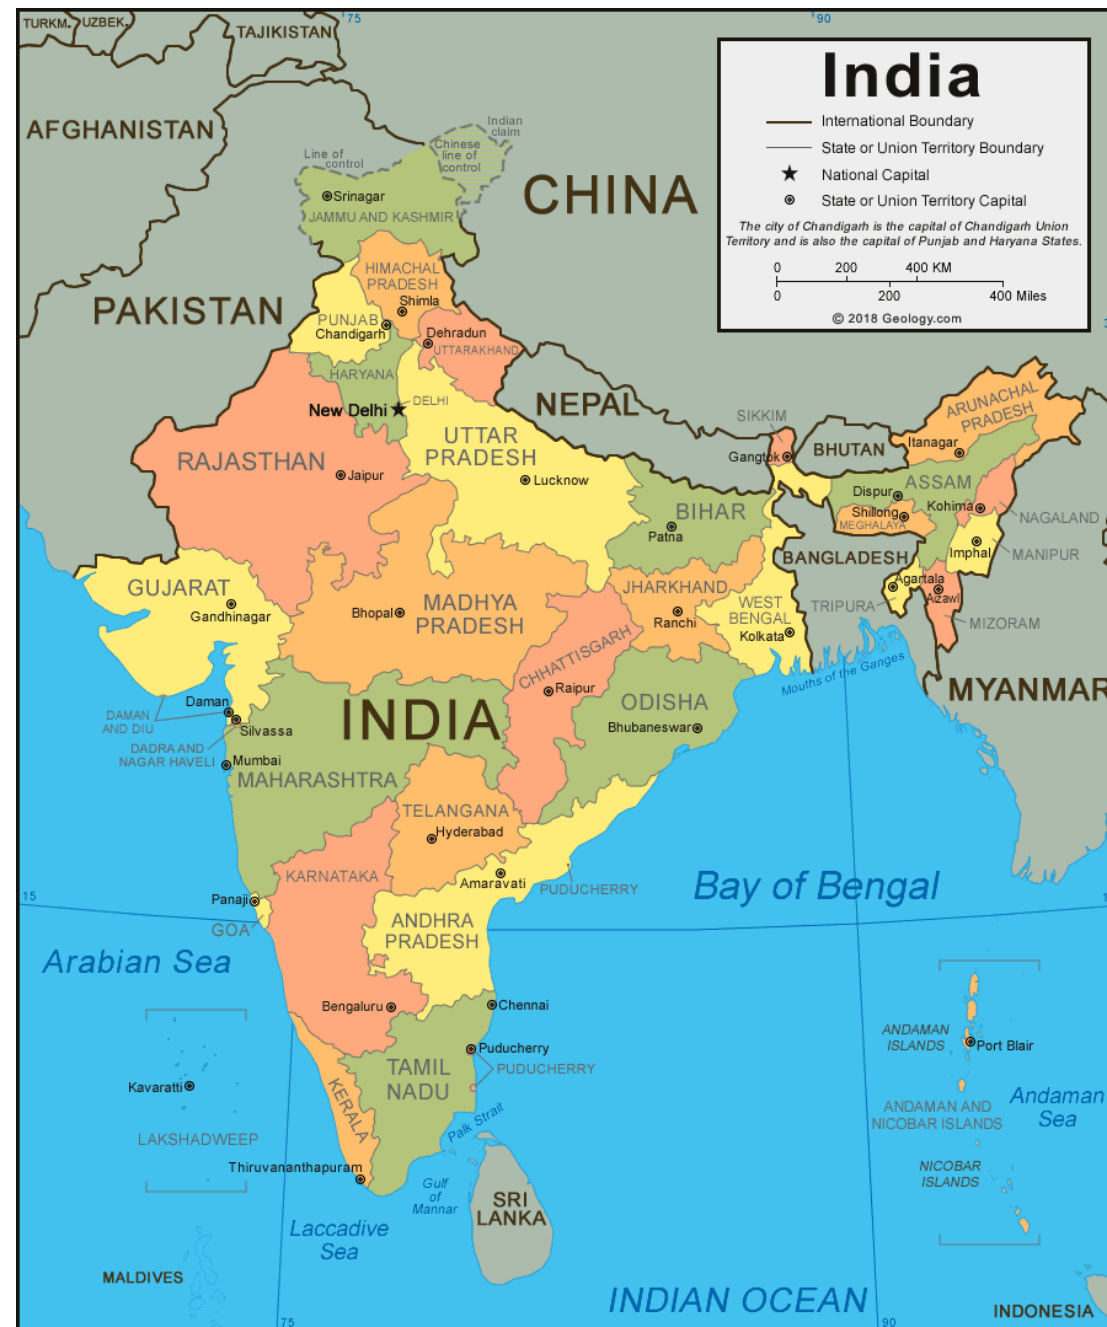 75
90
TURKM.
UZBEK.
TAJIKISTAN
AFGHANISTAN
India
International Boundary
State or Union Territory Boundary
National Capital
State or Union Territory Capital
The city of Chandigarh is the capital of Chandigarh Union
Territory and is also the capital of Punjab and Haryana States.
0 200 400 KM
0 200 400 Miles
© 2018 Geology.com
Indian
claim
Chinese
line of
control
Line of
control
CHINA
Srinagar
JAMMU AND KASHMIR
HIMACHAL
PRADESH
Shimla
PAKISTAN
PUNJAB
Chandigarh
Dehradun
UTTARAKHAND
HARYANA
New Delhi
DELHI
NEPAL
SIKKIM
Gangtok
BHUTAN
ARUNACHAL
PRADESH
Itanagar
UTTAR
PRADESH
Lucknow
RAJASTHAN
Jaipur
BIHAR
Patna
Dispur
ASSAM
Shillong
MEGHALAYA
Kohima
NAGALAND
Imphal
MANIPUR
BANGLADESH
Agartala
Aizawl
TRIPURA
MIZORAM
GUJARAT
Gandhinagar
Bhopal
MADHYA
PRADESH
JHARKHAND
Ranchi
WEST
BENGAL
Kolkata
CHHATTISGARH
Raipur
Mouths of the Ganges
MYANMAR
ODISHA
Bhubaneswar
INDIA
Daman
DAMAN
AND DIU
Silvassa
DADRA AND
NAGAR HAVELI
Mumbai
MAHARASHTRA
TELANGANA
Hyderabad
KARNATAKA
Amaravati
PUDUCHERRY
Bay of Bengal
15
Panaji
GOA
ANDHRA
PRADESH
Arabian Sea
Bengaluru
Chennai
Puducherry
PUDUCHERRY
TAMIL
NADU
KERALA
Kavaratti
LAKSHADWEEP
Thiruvananthapuram
Palk Strait
Gulf
of
Mannar
SRI
LANKA
Laccadive
Sea
MALDIVES
ANDAMAN
ISLANDS
Port Blair
ANDAMAN AND
NICOBAR ISLANDS
Andaman
Sea
NICOBAR
ISLANDS
INDIAN OCEAN
INDONESIA
75
90